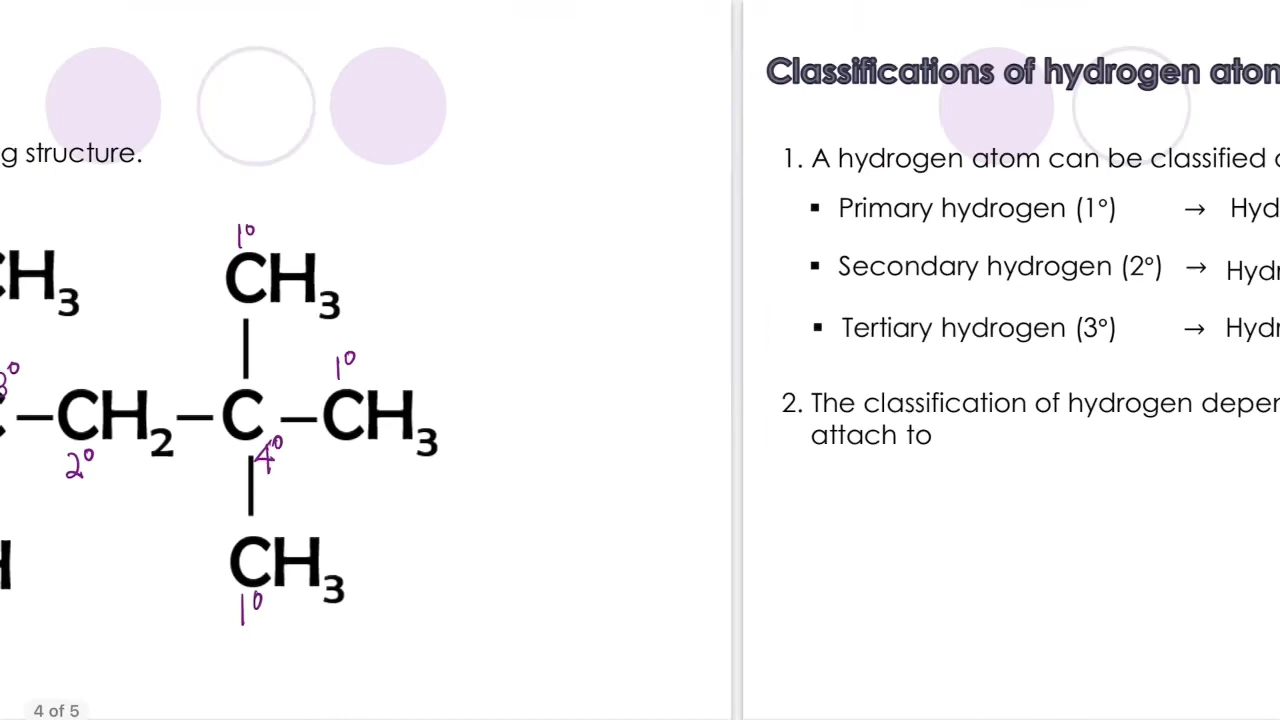 g structure.
1°
CH₃ CH₃
3° 1°
–CH₂–C–CH₃
2° 4°
H CH₃
1°
4 of 5
Classifications of hydrogen atom
1. A hydrogen atom can be classified
▪ Primary hydrogen (1°) → Hyd
▪ Secondary hydrogen (2°) → Hydr
▪ Tertiary hydrogen (3°) → Hydr
2. The classification of hydrogen depen
attach to